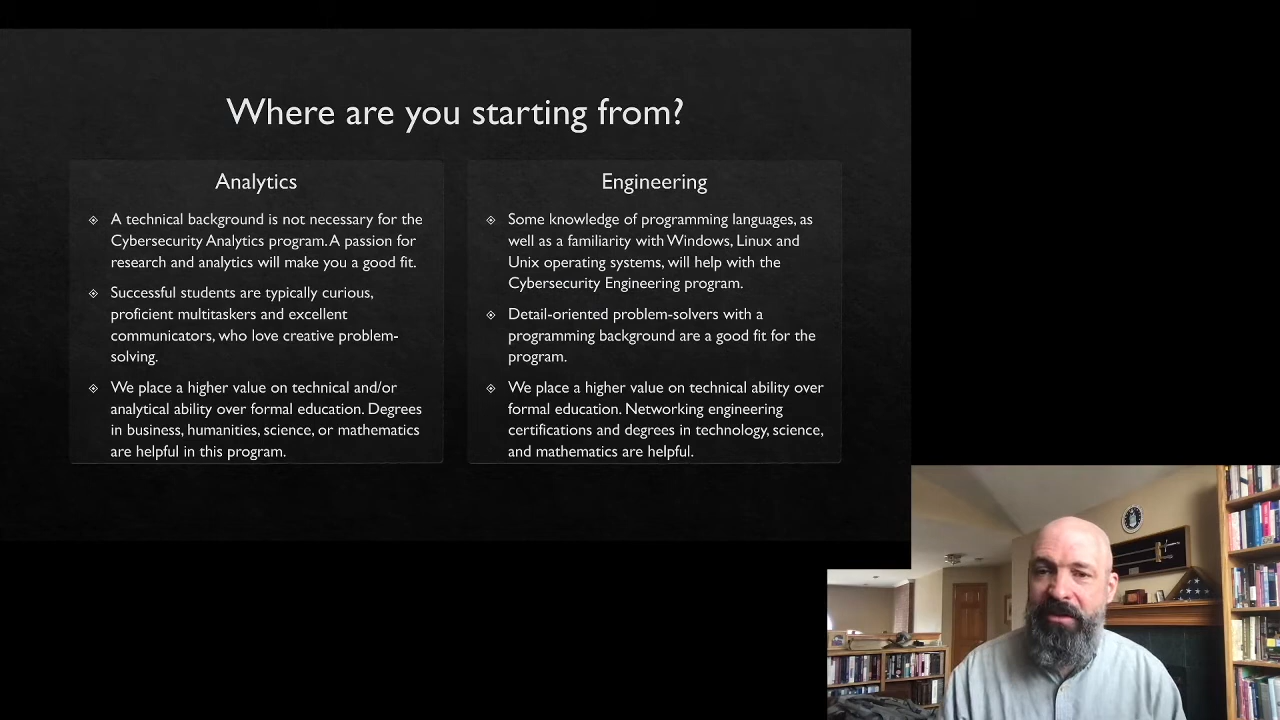 Where are you starting from?
Analytics
A technical background is not necessary for the
Cybersecurity Analytics program. A passion for
research and analytics will make you a good fit.
Successful students are typically curious,
proficient multitaskers and excellent
communicators, who love creative problem-
solving.
We place a higher value on technical and/or
analytical ability over formal education. Degrees
in business, humanities, science, or mathematics
are helpful in this program.
Engineering
Some knowledge of programming languages, as
well as a familiarity with Windows, Linux and
Unix operating systems, will help with the
Cybersecurity Engineering program.
Detail-oriented problem-solvers with a
programming background are a good fit for the
program.
We place a higher value on technical ability over
formal education. Networking engineering
certifications and degrees in technology, science,
and mathematics are helpful.